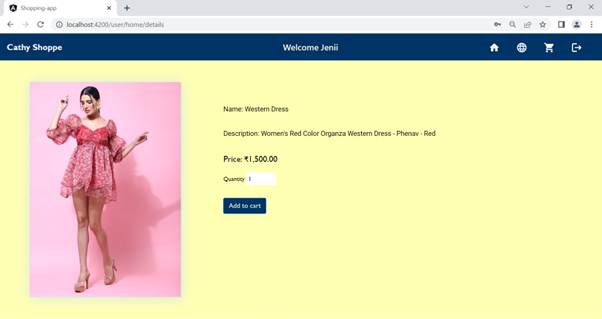 Shopping-app
localhost:4200/user/home/details
Cathy Shoppe
Welcome Jenii
Name: Western Dress
Description: Women's Red Color Organza Western Dress - Phenav - Red
Price: ₹1,500.00
Quantity 1
Add to cart